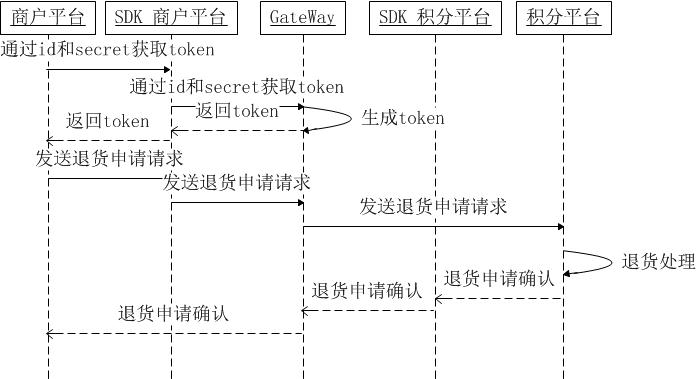 商户平台
SDK 商户平台
GateWay
SDK 积分平台
积分平台
通过id和secret获取token
通过id和secret获取token
返回token
生成token
返回token
发送退货申请请求
发送退货申请请求
发送退货申请请求
退货处理
退货申请确认
退货申请确认
退货申请确认